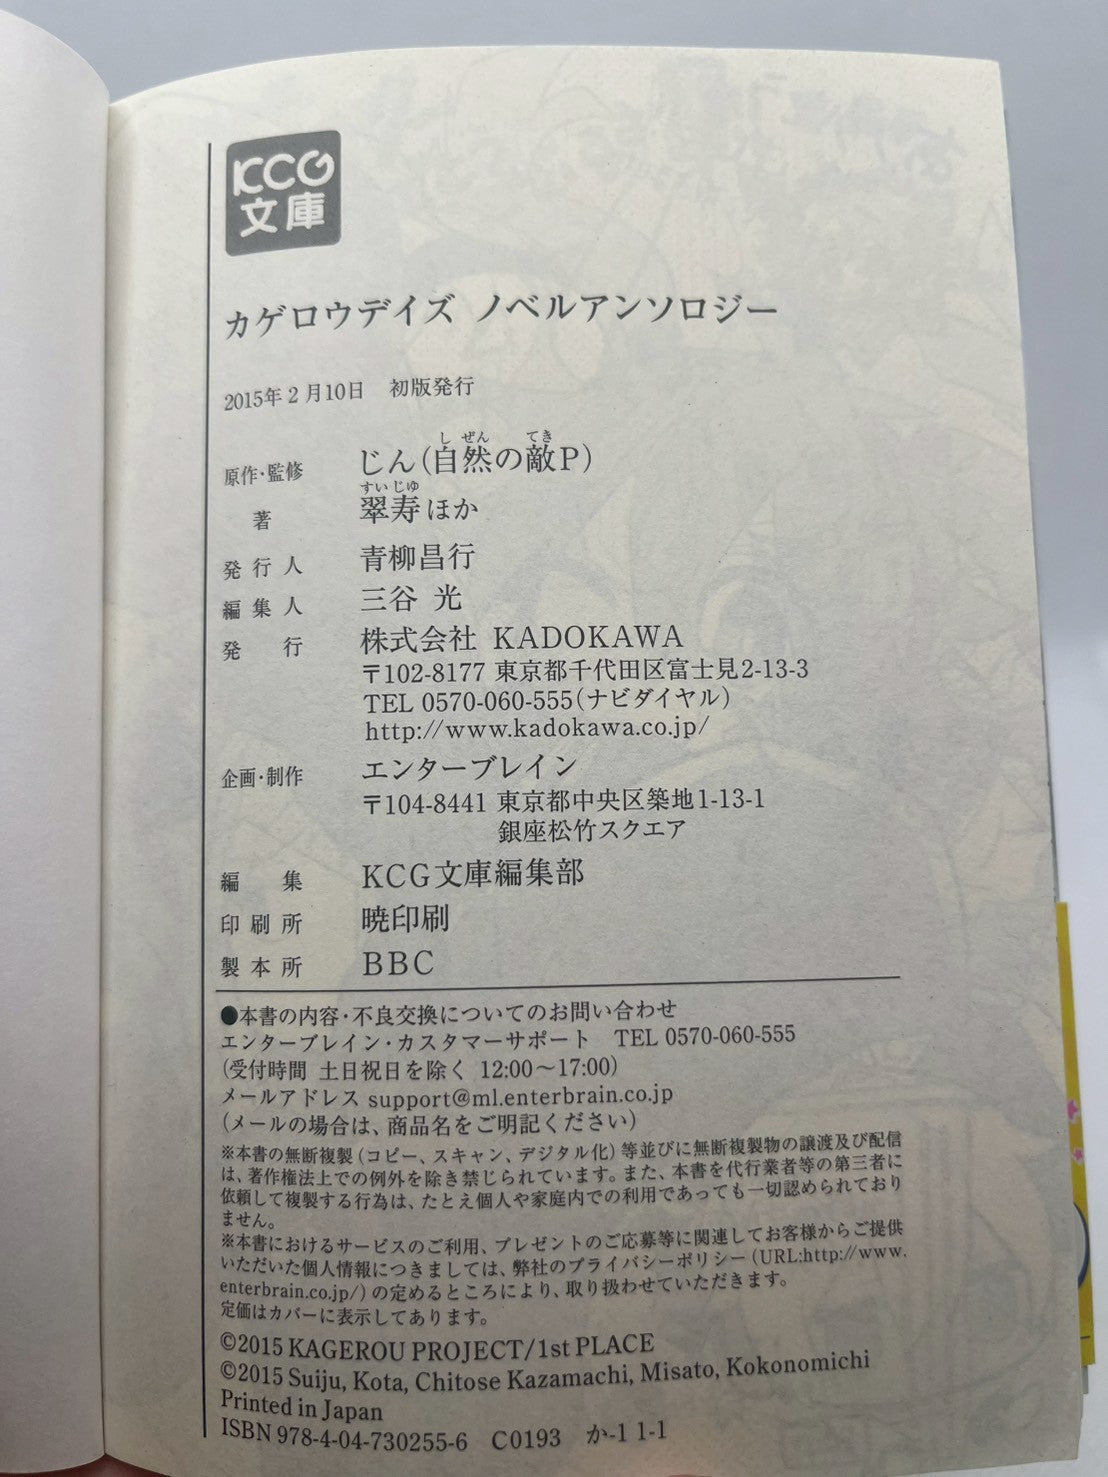 KCG
文庫
カゲロウデイズ ノベルアンソロジー
2015年2月10日 初版発行
原作・監修 じん(自然の敵P)
著 翠寿ほか
発行人 青柳昌行
編集人 三谷 光
発行 株式会社 KADOKAWA
〒102-8177 東京都千代田区富士見2-13-3
TEL 0570-060-555(ナビダイヤル)
http://www.kadokawa.co.jp/
企画・制作 エンターブレイン
〒104-8441 東京都中央区築地1-13-1
銀座松竹スクエア
編集 KCG文庫編集部
印刷所 暁印刷
製本所 BBC
●本書の内容・不良交換についてのお問い合わせ
エンターブレイン・カスタマーサポート TEL 0570-060-555
(受付時間 土日祝日を除く 12:00〜17:00)
メールアドレス support@ml.enterbrain.co.jp
(メールの場合は、商品名をご明記ください)
※本書の無断複製(コピー、スキャン、デジタル化)等並びに無断複製物の譲渡及び配信
は、著作権法上での例外を除き禁じられています。また、本書を代行業者等の第三者に
依頼して複製する行為は、たとえ個人や家庭内での利用であっても一切認められており
ません。
※本書におけるサービスのご利用、プレゼントのご応募等に関連してお客様からご提供
いただいた個人情報につきましては、弊社のプライバシーポリシー(URL:http://www.
enterbrain.co.jp/)の定めるところにより、取り扱わせていただきます。
定価はカバーに表示してあります。
©2015 KAGEROU PROJECT/1st PLACE
©2015 Suiju, Kota, Chitose Kazamachi, Misato, Kokonomichi
Printed in Japan
ISBN 978-4-04-730255-6 C0193 か-1 1-1